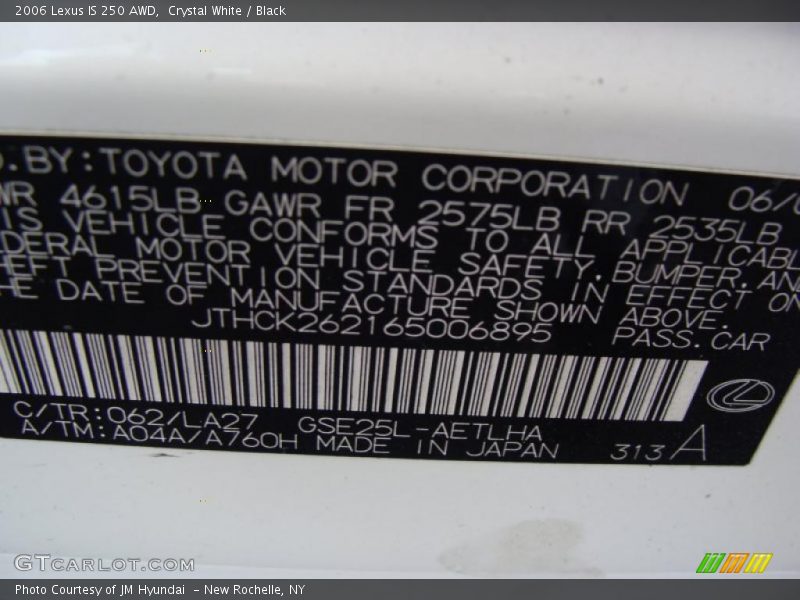 2006 Lexus IS 250 AWD, Crystal White / Black
D.BY:TOYOTA MOTOR CORPORATION 06/0
WR 4615LB GAWR FR 2575LB RR 2535LB
IS VEHICLE CONFORMS TO ALL APPLICABL
DERAL MOTOR VEHICLE SAFETY,BUMPER,AN
EFT PREVENTION STANDARDS IN EFFECT ON
HE DATE OF MANUFACTURE SHOWN ABOVE.
JTHCK262165006895 PASS.CAR
C/TR:062/LA27 GSE25L-AETLHA
A/TM:A04A/A760H MADE IN JAPAN 313 A
GTCARLOT.COM
Photo Courtesy of JM Hyundai - New Rochelle, NY